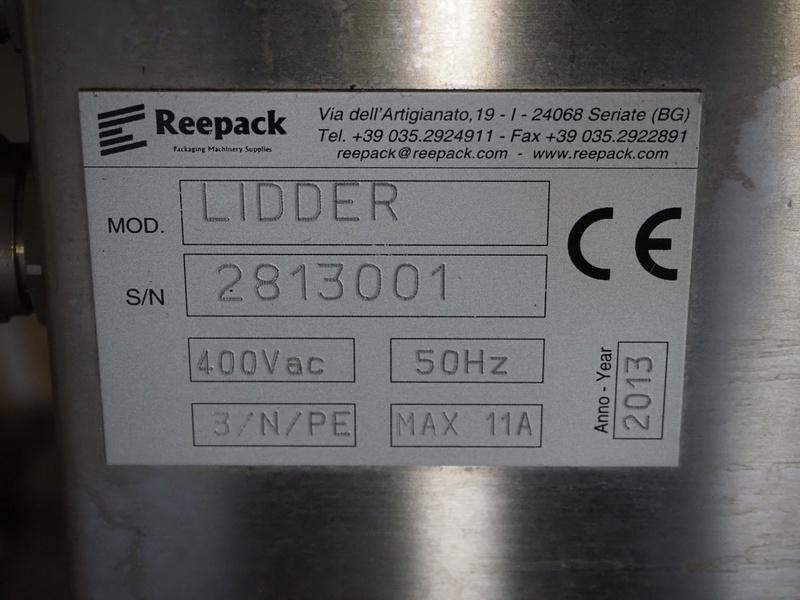 Reepack
Packaging Machinery Supplies
Via dell'Artigianato,19 - I - 24068 Seriate (BG)
Tel. +39 035.2924911 - Fax +39 035.2922891
reepack@reepack.com - www.reepack.com
MOD. LIDDER
S/N 2813001
CE
400Vac 50Hz
3/N/PE MAX 11A
Anno - Year 2013